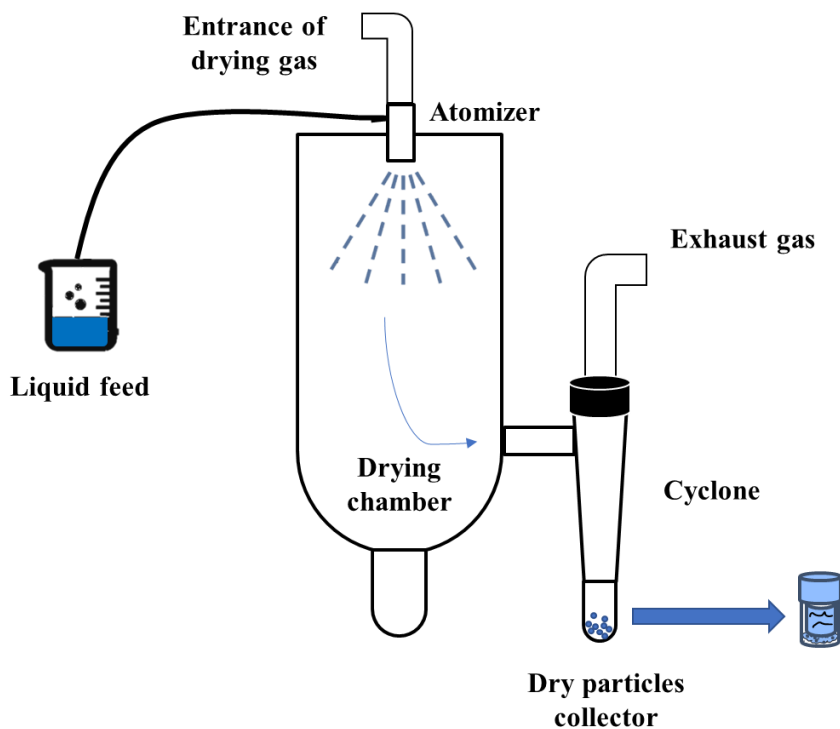 Entrance of
drying gas
Atomizer
Exhaust gas
Liquid feed
Drying
chamber
Cyclone
Dry particles
collector